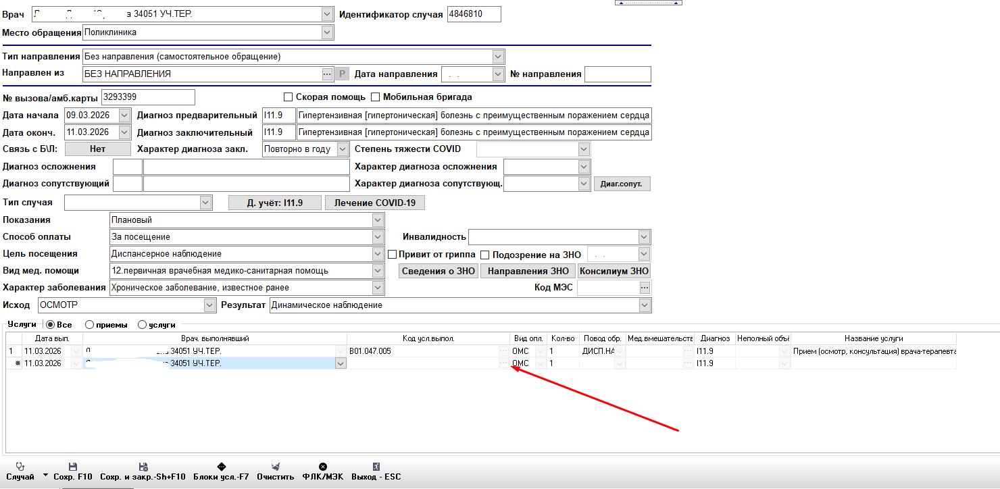 Врач 34051 УЧ.ТЕР. Идентификатор случая 4846810
Место обращения Поликлиника
Тип направления Без направления (самостоятельное обращение)
Направлен из БЕЗ НАПРАВЛЕНИЯ ... Р Дата направления . . № направления
№ вызова/амб.карты 3293399 Скорая помощь Мобильная бригада
Дата начала 09.03.2026 Диагноз предварительный I11.9 Гипертензивная [гипертоническая] болезнь с преимущественным поражением сердца
Дата оконч. 11.03.2026 Диагноз заключительный I11.9 Гипертензивная [гипертоническая] болезнь с преимущественным поражением сердца
Связь с Б\Л: Нет Характер диагноза закл. Повторно в году Степень тяжести COVID
Диагноз осложнения Характер диагноза осложнения
Диагноз сопутствующий Характер диагноза сопутствующ. Диаг.сопут.
Тип случая Д. учёт: I11.9 Лечение COVID-19
Показания Плановый
Способ оплаты За посещение Инвалидность
Цель посещения Диспансерное наблюдение Привит от гриппа Подозрение на ЗНО . .
Вид мед. помощи 12.первичная врачебная медико-санитарная помощь Сведения о ЗНО Направления ЗНО Консилиум ЗНО
Характер заболевания Хроническое заболевание, известное ранее Код МЭС ...
Исход ОСМОТР Результат Динамическое наблюдение
Услуги Все приемы услуги
Дата вып. Врач, выполнявший Код усл.выпол. Вид опл. Кол-во Повод обр. Мед.вмешательств Диагноз Неполный объё Название услуги
1 11.03.2026 34051 УЧ.ТЕР. B01.047.005 ... ОМС 1 ДИСП.НА ... I11.9 Прием (осмотр, консультация) врача-терапевта
✱ 11.03.2026 34051 УЧ.ТЕР. ... ОМС 1 ... I11.9
Случай Сохр. F10 Сохр. и закр.-Sh+F10 Блоки усл.-F7 Очистить ФЛК/МЭК Выход - ESC